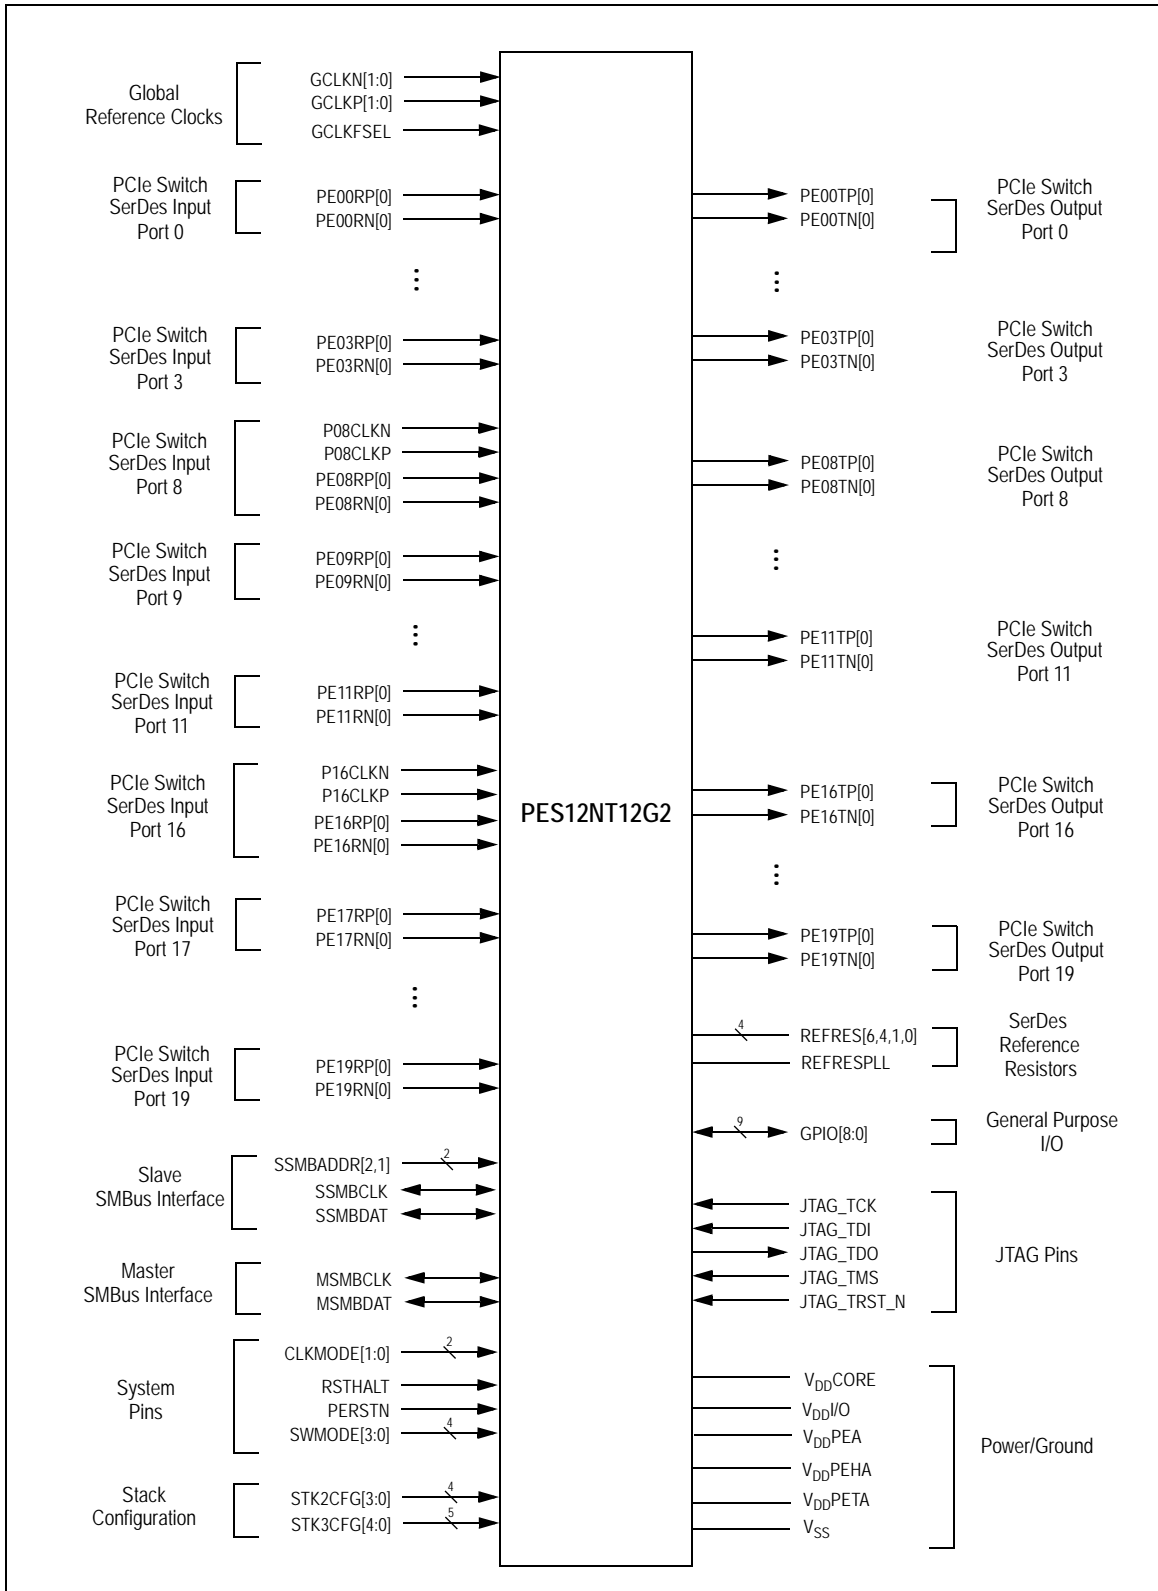 Global
Reference Clocks
GCLKN[1:0]
GCLKP[1:0]
GCLKFSEL
PCIe Switch
SerDes Input
Port 0
PE00RP[0]
PE00RN[0]
PCIe Switch
SerDes Input
Port 3
PE03RP[0]
PE03RN[0]
PCIe Switch
SerDes Input
Port 8
P08CLKN
P08CLKP
PE08RP[0]
PE08RN[0]
PCIe Switch
SerDes Input
Port 9
PE09RP[0]
PE09RN[0]
PCIe Switch
SerDes Input
Port 11
PE11RP[0]
PE11RN[0]
PCIe Switch
SerDes Input
Port 16
P16CLKN
P16CLKP
PE16RP[0]
PE16RN[0]
PCIe Switch
SerDes Input
Port 17
PE17RP[0]
PE17RN[0]
PCIe Switch
SerDes Input
Port 19
PE19RP[0]
PE19RN[0]
Slave
SMBus Interface
SSMBADDR[2,1] 2
SSMBCLK
SSMBDAT
Master
SMBus Interface
MSMBCLK
MSMBDAT
System
Pins
CLKMODE[1:0] 2
RSTHALT
PERSTN
SWMODE[3:0] 4
Stack
Configuration
STK2CFG[3:0] 4
STK3CFG[4:0] 5
PES12NT12G2
PE00TP[0]
PE00TN[0]
PCIe Switch
SerDes Output
Port 0
PE03TP[0]
PE03TN[0]
PCIe Switch
SerDes Output
Port 3
PE08TP[0]
PE08TN[0]
PCIe Switch
SerDes Output
Port 8
PE11TP[0]
PE11TN[0]
PCIe Switch
SerDes Output
Port 11
PE16TP[0]
PE16TN[0]
PCIe Switch
SerDes Output
Port 16
PE19TP[0]
PE19TN[0]
PCIe Switch
SerDes Output
Port 19
4 REFRES[6,4,1,0]
REFRESPLL
SerDes
Reference
Resistors
9 GPIO[8:0]
General Purpose
I/O
JTAG_TCK
JTAG_TDI
JTAG_TDO
JTAG_TMS
JTAG_TRST_N
JTAG Pins
VDDCORE
VDDI/O
VDDPEA
VDDPEHA
VDDPETA
VSS
Power/Ground